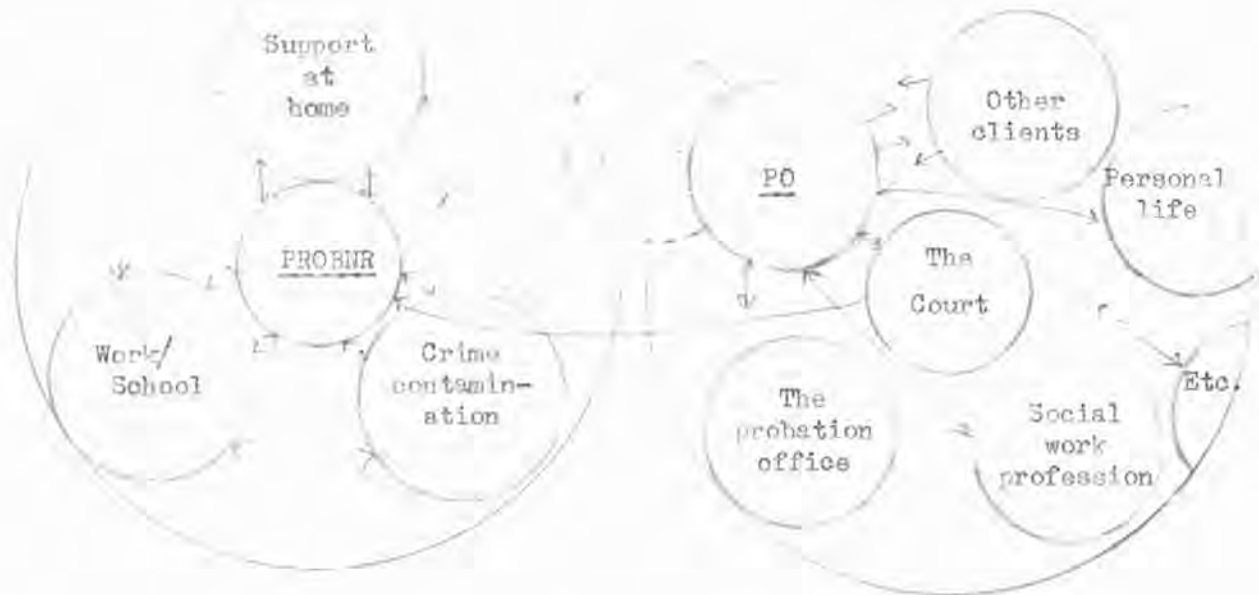 Support
at
home
PROBNR
Work/
School
Crime
contamin-
ation
PO
Other
clients
Personal
life
The
Court
The
probation
office
Social
work
profession
Etc.